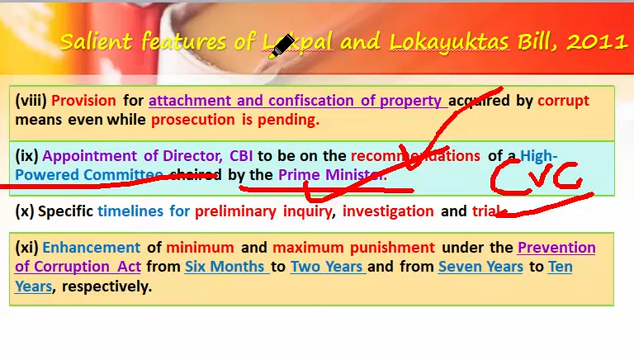 Salient features of Lokpal and Lokayuktas Bill, 2011
(viii) Provision for attachment and confiscation of property acquired by corrupt
means even while prosecution is pending.
(ix) Appointment of Director, CBI to be on the recommendations of a High-
Powered Committee chaired by the Prime Minister.
CVC
(x) Specific timelines for preliminary inquiry, investigation and trial.
(xi) Enhancement of minimum and maximum punishment under the Prevention
of Corruption Act from Six Months to Two Years and from Seven Years to Ten
Years, respectively.